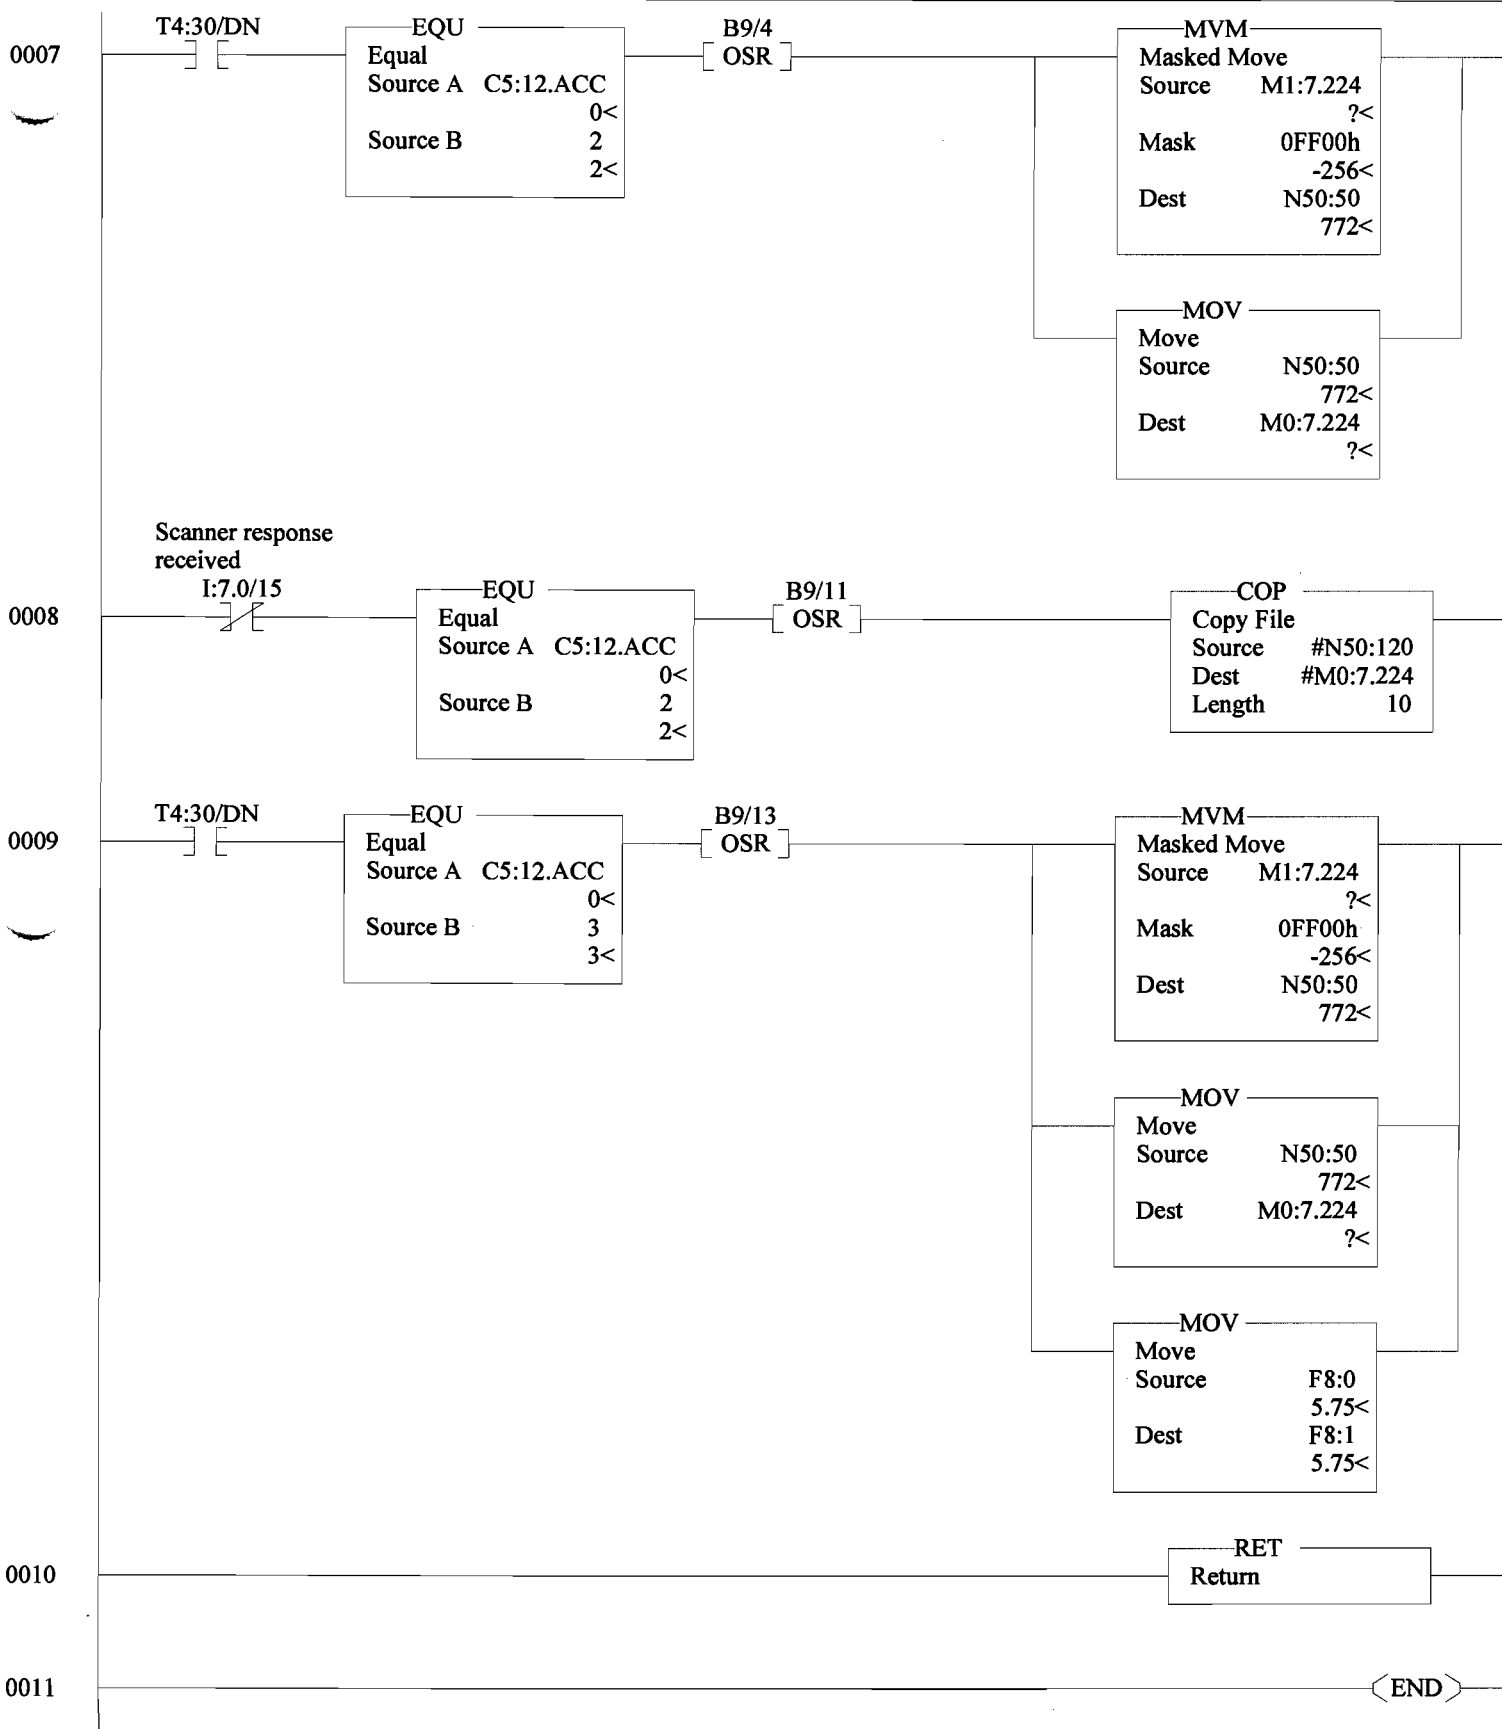 T4:30/DN
EQU
B9/4
MVM
0007
Equal
OSR
Masked Move
Source A C5:12.ACC
Source M1:7.224
0<
?<
Source B 2
Mask 0FF00h
2<
-256<
Dest N50:50
772<
MOV
Move
Source N50:50
772<
Dest M0:7.224
?<
Scanner response
received
I:7.0/15
EQU
B9/11
COP
0008
Equal
OSR
Copy File
Source A C5:12.ACC
Source #N50:120
0<
Dest #M0:7.224
Source B 2
Length 10
2<
T4:30/DN
EQU
B9/13
MVM
0009
Equal
OSR
Masked Move
Source A C5:12.ACC
Source M1:7.224
0<
?<
Source B 3
Mask 0FF00h
3<
-256<
Dest N50:50
772<
MOV
Move
Source N50:50
772<
Dest M0:7.224
?<
MOV
Move
Source F8:0
5.75<
Dest F8:1
5.75<
RET
0010
Return
0011
END